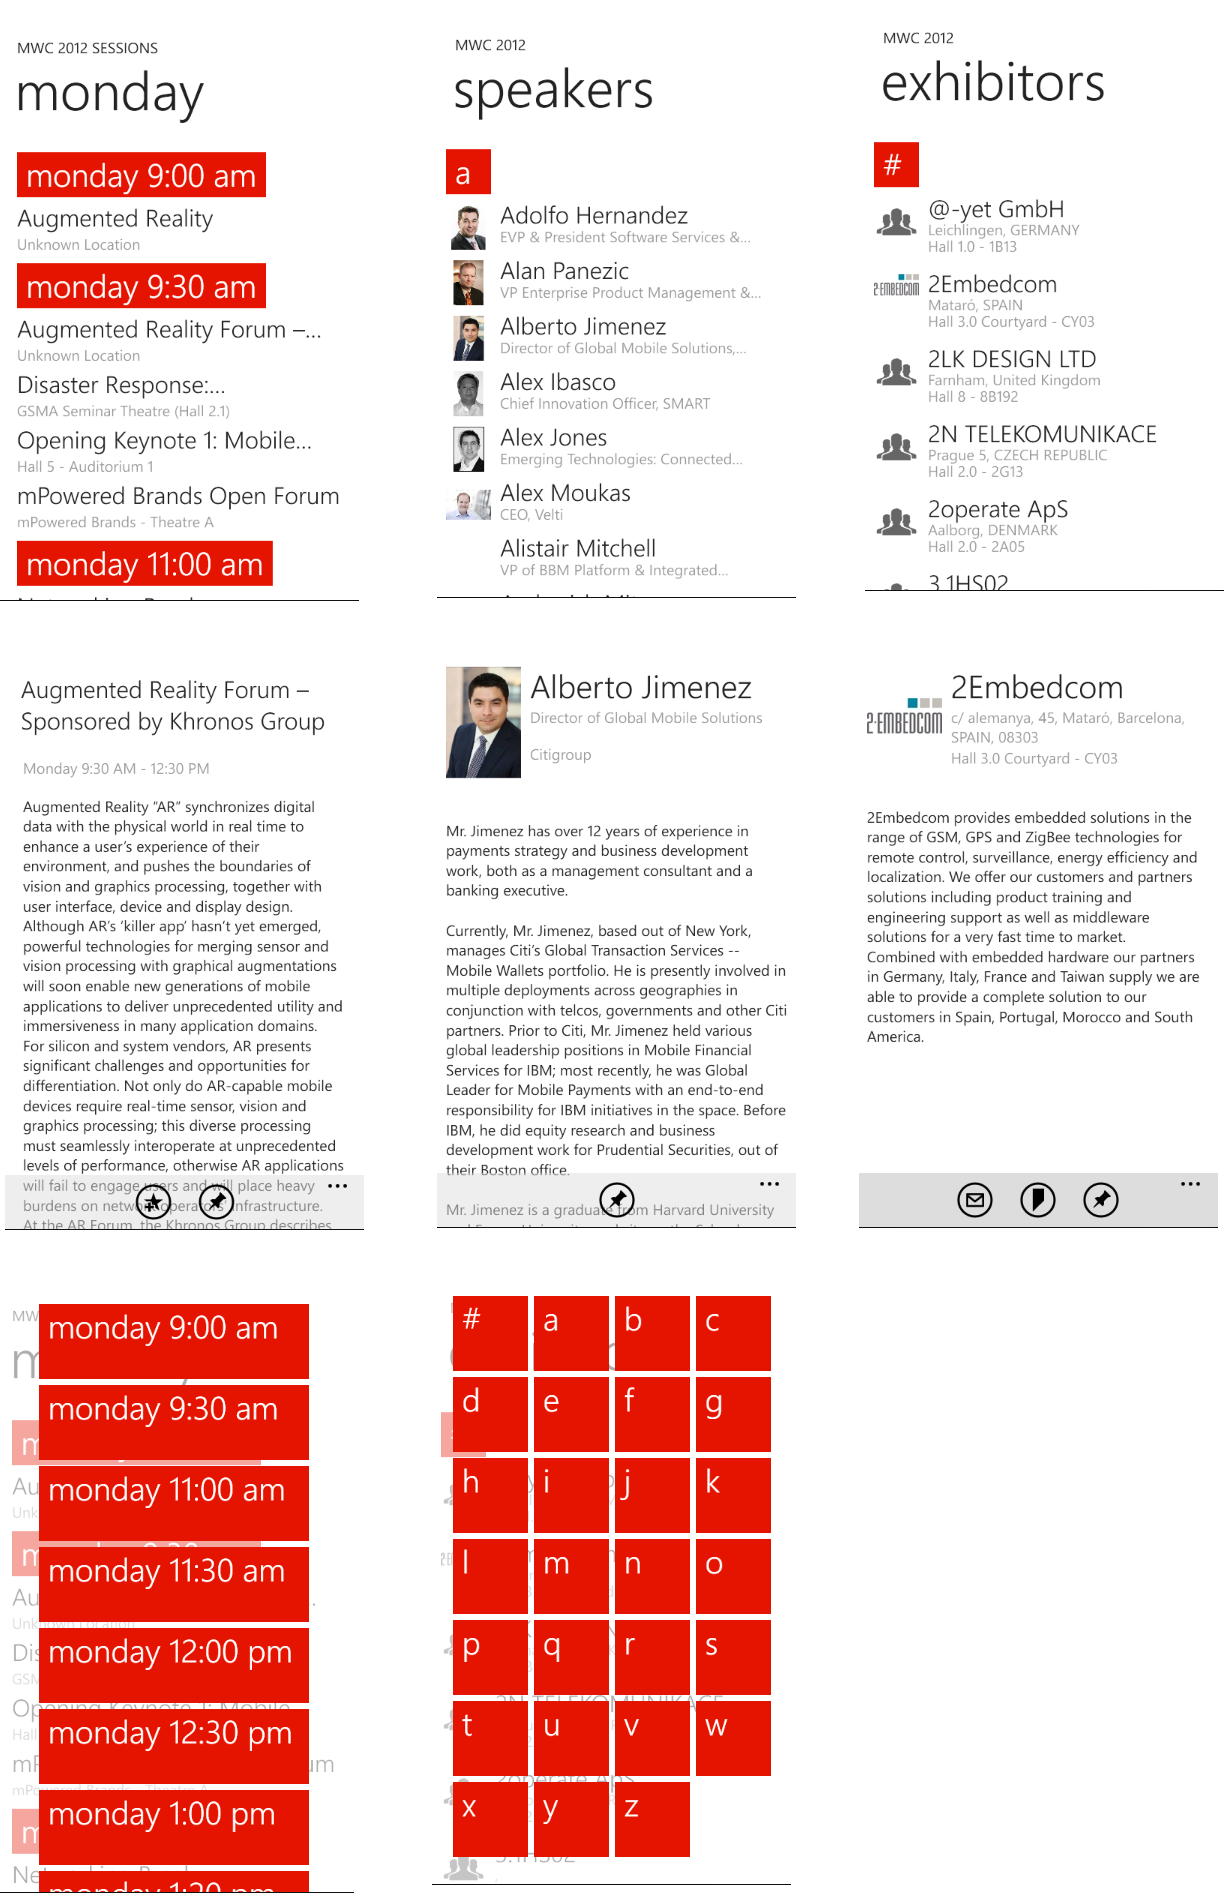 MWC 2012 SESSIONS
monday
monday 9:00 am
Augmented Reality
Unknown Location
monday 9:30 am
Augmented Reality Forum –...
Unknown Location
Disaster Response:...
GSMA Seminar Theatre (Hall 2.1)
Opening Keynote 1: Mobile...
Hall 5 - Auditorium 1
mPowered Brands Open Forum
mPowered Brands - Theatre A
monday 11:00 am
MWC 2012
speakers
a
Adolfo Hernandez
EVP & President Software Services &...
Alan Panezic
VP Enterprise Product Management &...
Alberto Jimenez
Director of Global Mobile Solutions,...
Alex Ibasco
Chief Innovation Officer, SMART
Alex Jones
Emerging Technologies: Connected...
Alex Moukas
CEO, Velti
Alistair Mitchell
VP of BBM Platform & Integrated...
MWC 2012
exhibitors
#
@-yet GmbH
Leichlingen, GERMANY
Hall 1.0 - 1B13
2·EMBEDCOM
2Embedcom
Mataró, SPAIN
Hall 3.0 Courtyard - CY03
2LK DESIGN LTD
Farnham, United Kingdom
Hall 8 - 8B192
2N TELEKOMUNIKACE
Prague 5, CZECH REPUBLIC
Hall 2.0 - 2G13
2operate ApS
Aalborg, DENMARK
Hall 2.0 - 2A05
3.1HS02
Augmented Reality Forum –
Sponsored by Khronos Group
Monday 9:30 AM - 12:30 PM
Augmented Reality “AR” synchronizes digital
data with the physical world in real time to
enhance a user’s experience of their
environment, and pushes the boundaries of
vision and graphics processing, together with
user interface, device and display design.
Although AR’s ‘killer app’ hasn’t yet emerged,
powerful technologies for merging sensor and
vision processing with graphical augmentations
will soon enable new generations of mobile
applications to deliver unprecedented utility and
immersiveness in many application domains.
For silicon and system vendors, AR presents
significant challenges and opportunities for
differentiation. Not only do AR-capable mobile
devices require real-time sensor, vision and
graphics processing; this diverse processing
must seamlessly interoperate at unprecedented
levels of performance, otherwise AR applications
will fail to engage users and will place heavy
burdens on network operators’ infrastructure.
At the AR Forum, the Khronos Group describes
Alberto Jimenez
Director of Global Mobile Solutions
Citigroup
Mr. Jimenez has over 12 years of experience in
payments strategy and business development
work, both as a management consultant and a
banking executive.
Currently, Mr. Jimenez, based out of New York,
manages Citi’s Global Transaction Services --
Mobile Wallets portfolio. He is presently involved in
multiple deployments across geographies in
conjunction with telcos, governments and other Citi
partners. Prior to Citi, Mr. Jimenez held various
global leadership positions in Mobile Financial
Services for IBM; most recently, he was Global
Leader for Mobile Payments with an end-to-end
responsibility for IBM initiatives in the space. Before
IBM, he did equity research and business
development work for Prudential Securities, out of
their Boston office.
Mr. Jimenez is a graduate from Harvard University
2·EMBEDCOM
2Embedcom
c/ alemanya, 45, Mataró, Barcelona,
SPAIN, 08303
Hall 3.0 Courtyard - CY03
2Embedcom provides embedded solutions in the
range of GSM, GPS and ZigBee technologies for
remote control, surveillance, energy efficiency and
localization. We offer our customers and partners
solutions including product training and
engineering support as well as middleware
solutions for a very fast time to market.
Combined with embedded hardware our partners
in Germany, Italy, France and Taiwan supply we are
able to provide a complete solution to our
customers in Spain, Portugal, Morocco and South
America.
monday 9:00 am
monday 9:30 am
monday 11:00 am
monday 11:30 am
monday 12:00 pm
monday 12:30 pm
monday 1:00 pm
monday 1:30 pm
# a b c
d e f g
h i j k
l m n o
p q r s
t u v w
x y z